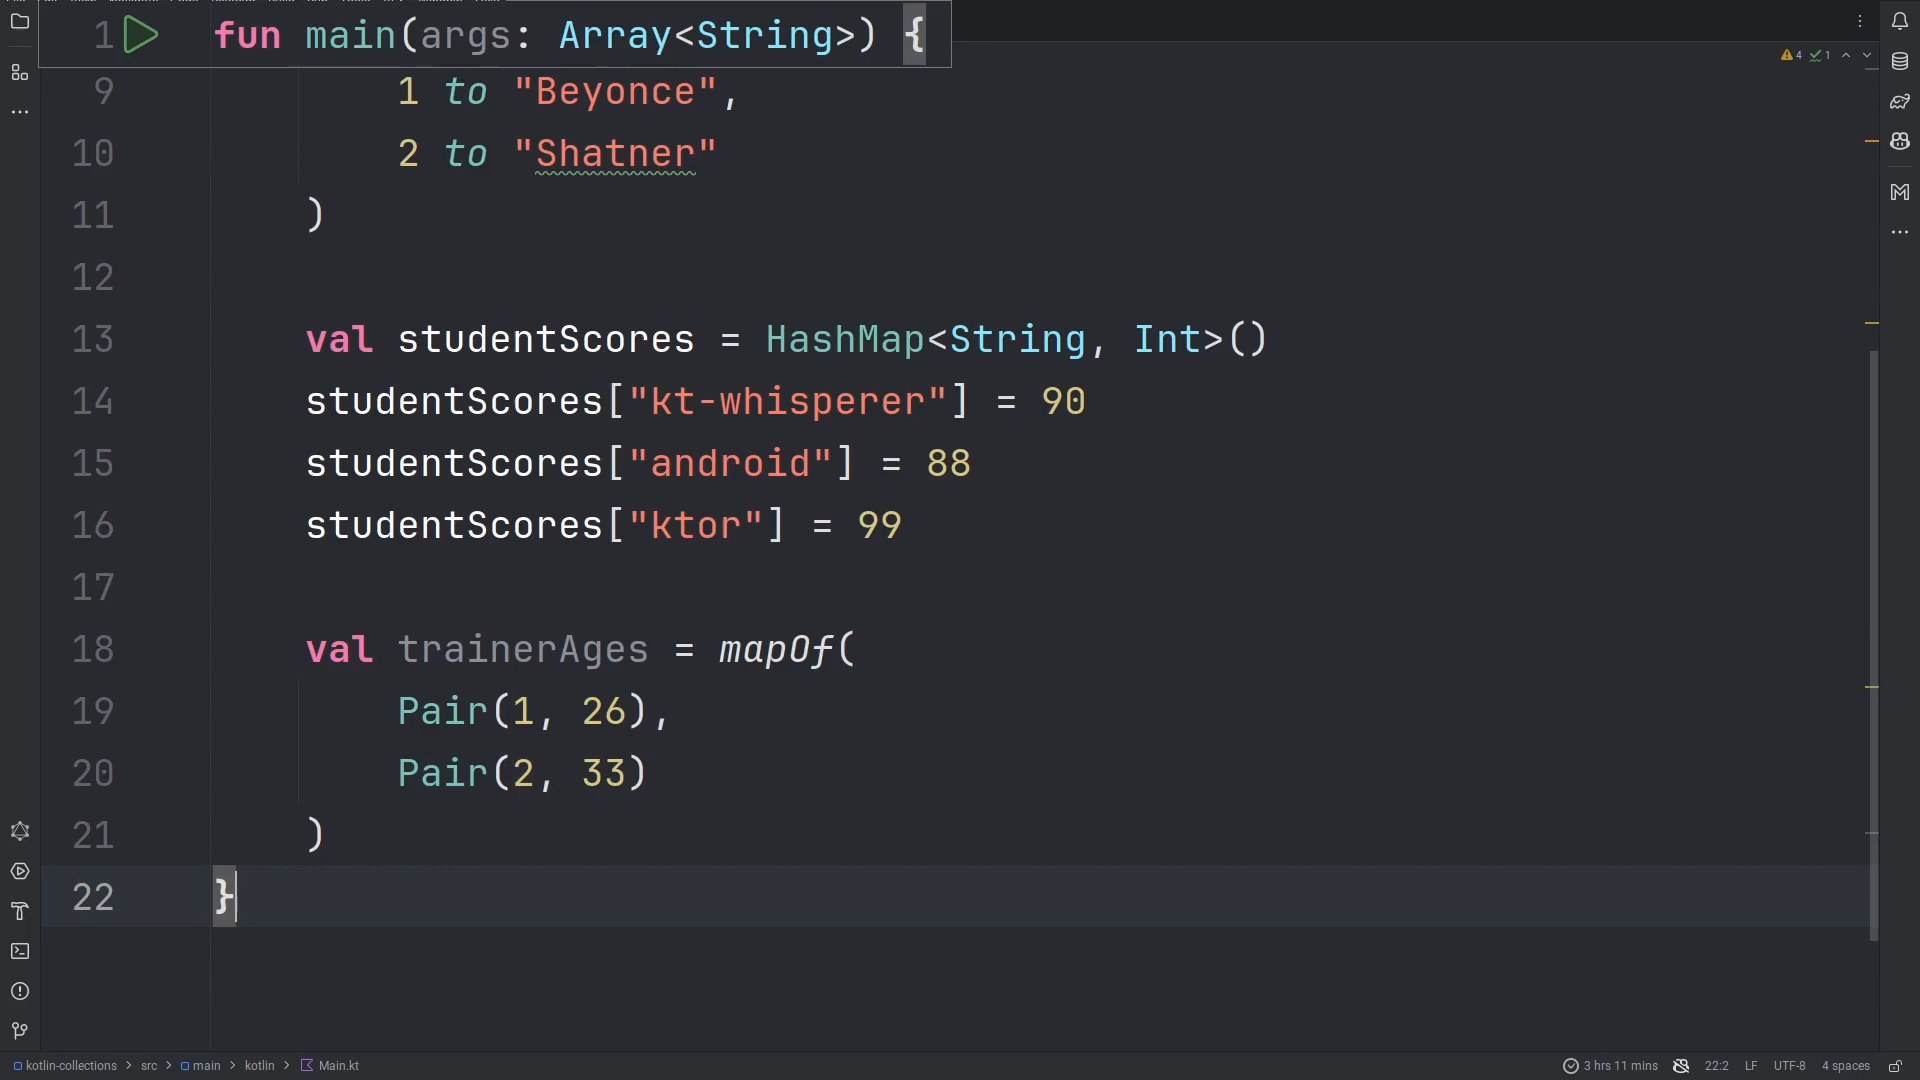 1 fun main(args: Array<String>) {
4 1
9 1 to "Beyonce",
10 2 to "Shatner"
11 )
12
13 val studentScores = HashMap<String, Int>()
14 studentScores["kt-whisperer"] = 90
15 studentScores["android"] = 88
16 studentScores["ktor"] = 99
17
18 val trainerAges = mapOf(
19 Pair(1, 26),
20 Pair(2, 33)
21 )
22 }
kotlin-collections > src > main > kotlin > Main.kt 3 hrs 11 mins 22:2 LF UTF-8 4 spaces